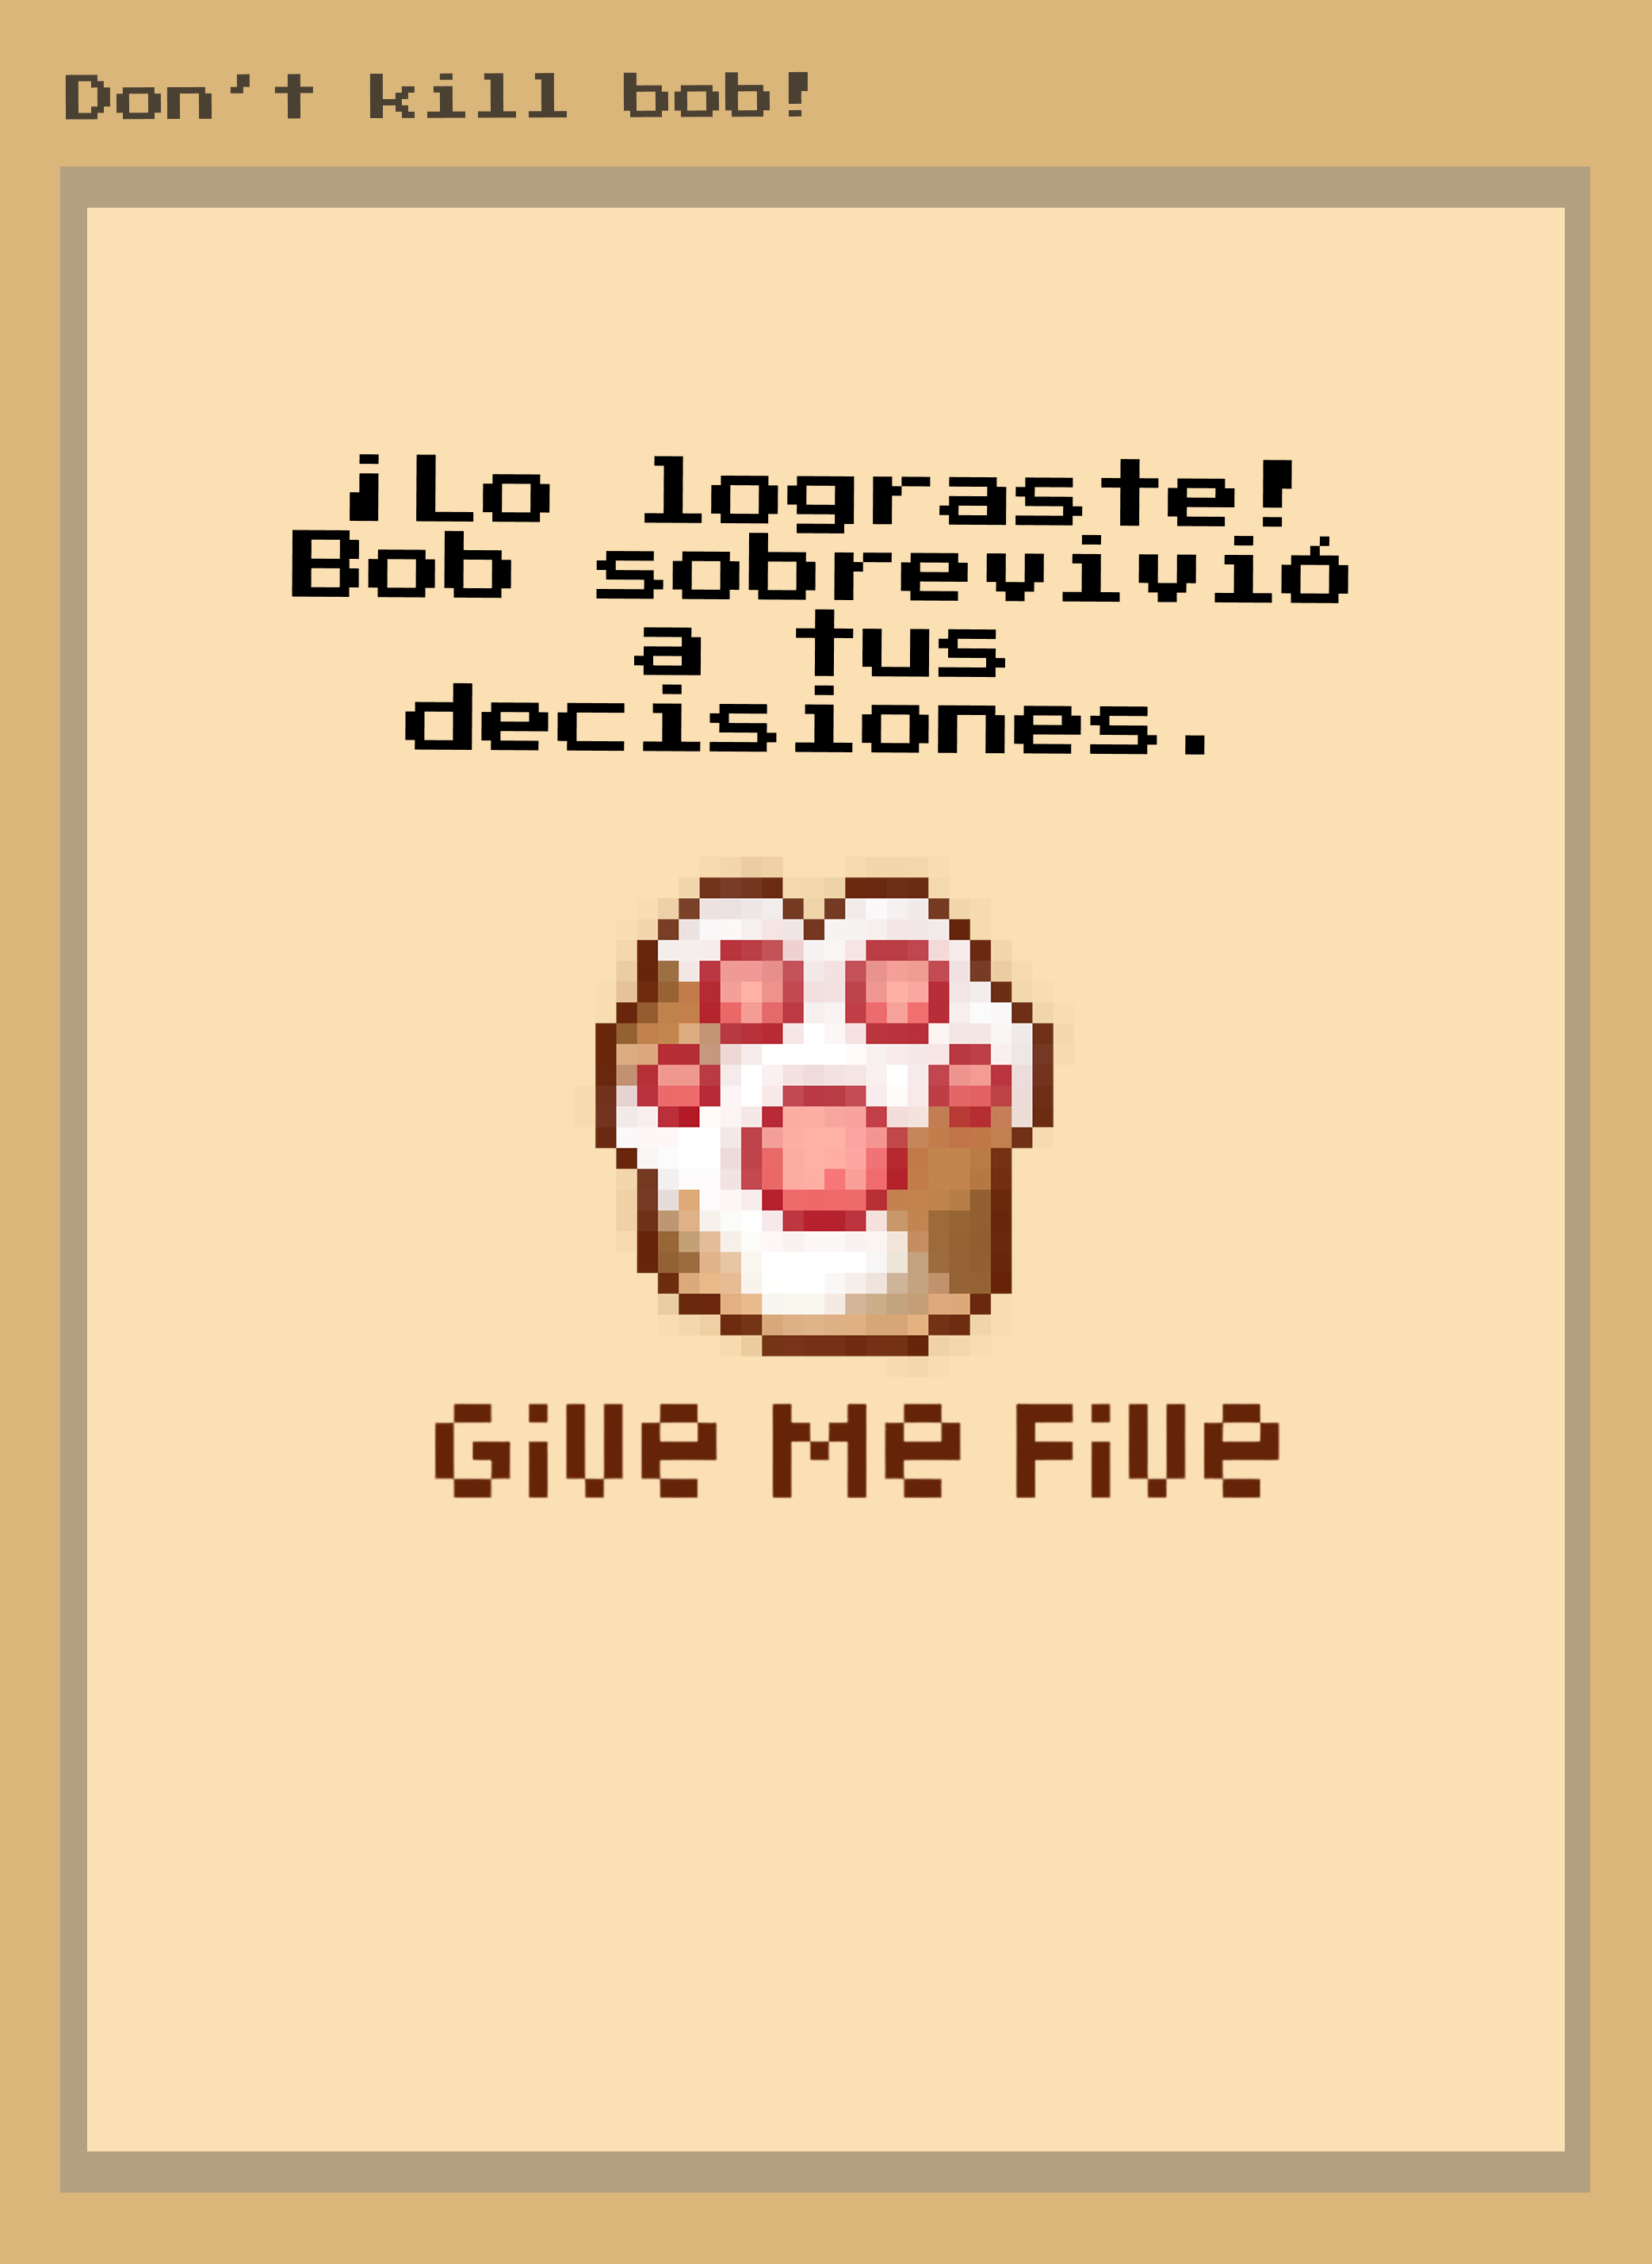 Don't kill bob!
¡Lo lograste!
Bob sobrevivió
a tus
decisiones.
Give Me Five